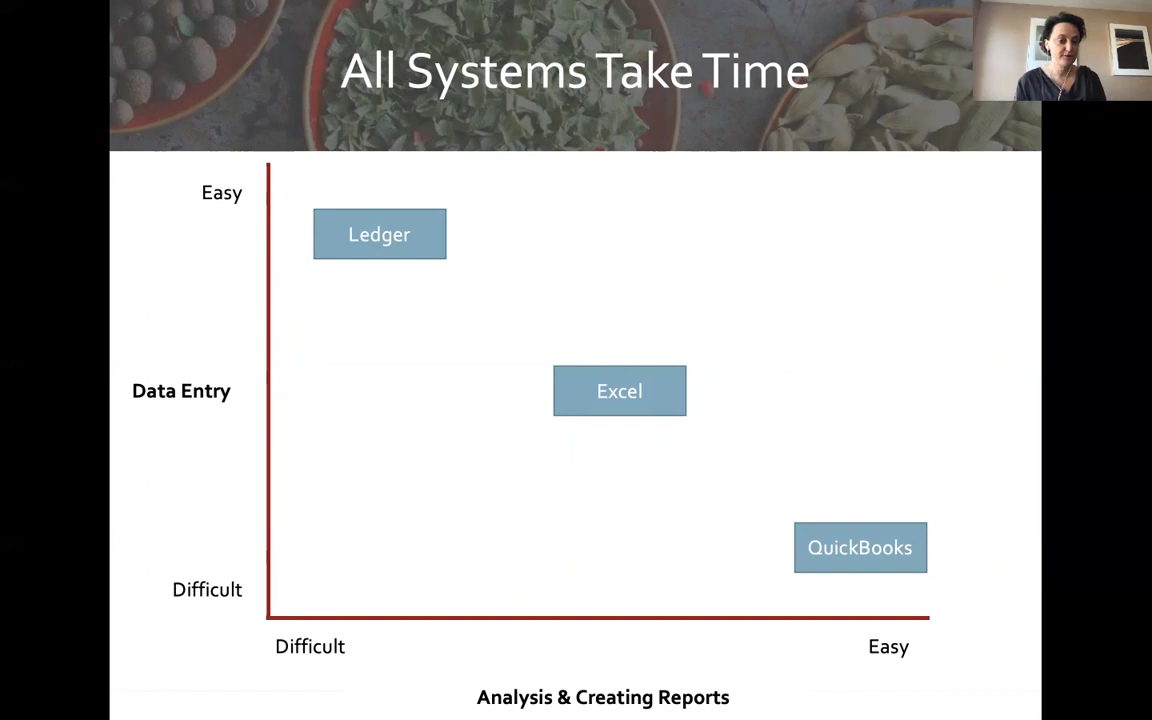 All Systems Take Time
Easy
Ledger
Data Entry
Excel
QuickBooks
Difficult
Difficult
Easy
Analysis & Creating Reports